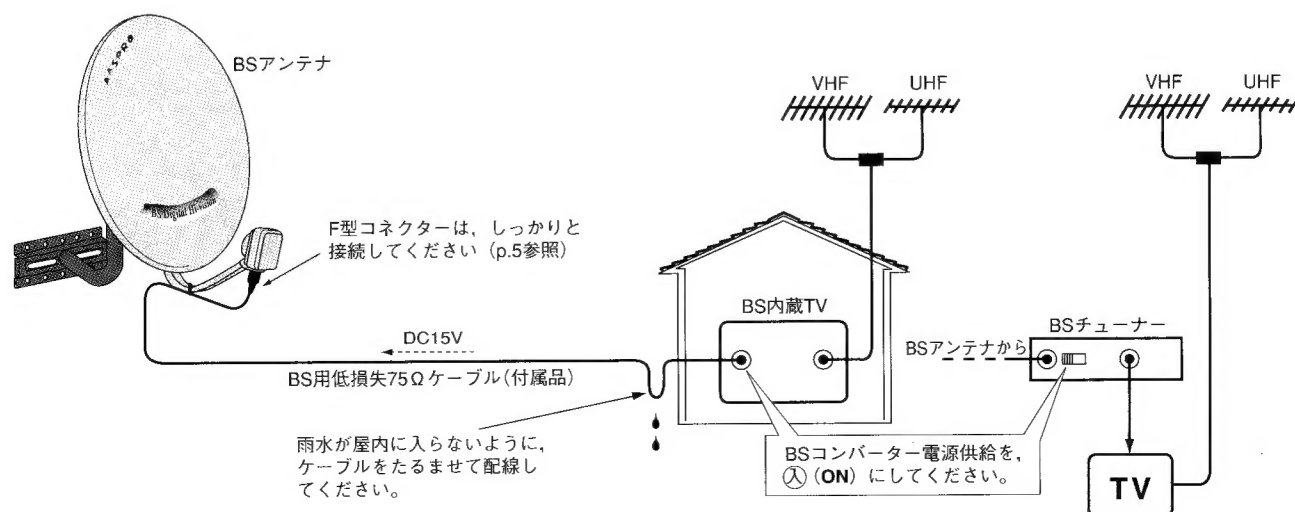 MASPRO
BSアンテナ
BS Digital Hi-vision
F型コネクターは，しっかりと
接続してください（p.5参照）
DC15V
BS用低損失75Ωケーブル(付属品)
雨水が屋内に入らないように，
ケーブルをたるませて配線し
てください。
VHF
UHF
BS内蔵TV
BSコンバーター電源供給を，
入（ON）にしてください。
VHF
UHF
BSチューナー
BSアンテナから
TV